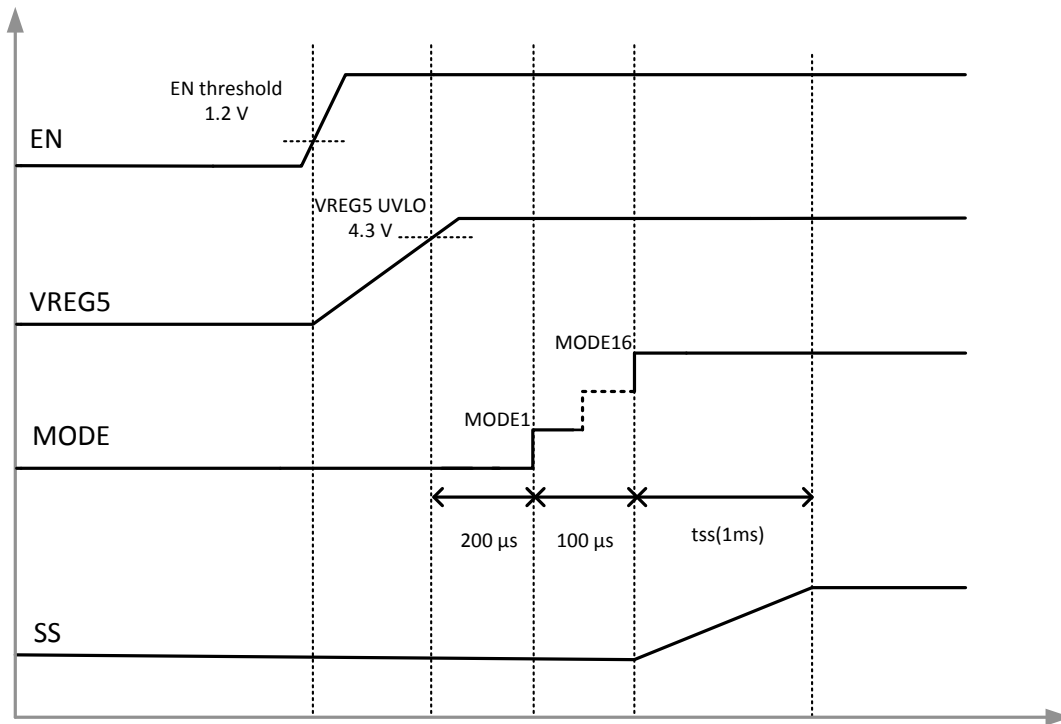 EN threshold
1.2 V
EN
VREG5 UVLO
4.3 V
VREG5
MODE16
MODE1
MODE
200 µs
100 µs
tss(1ms)
SS